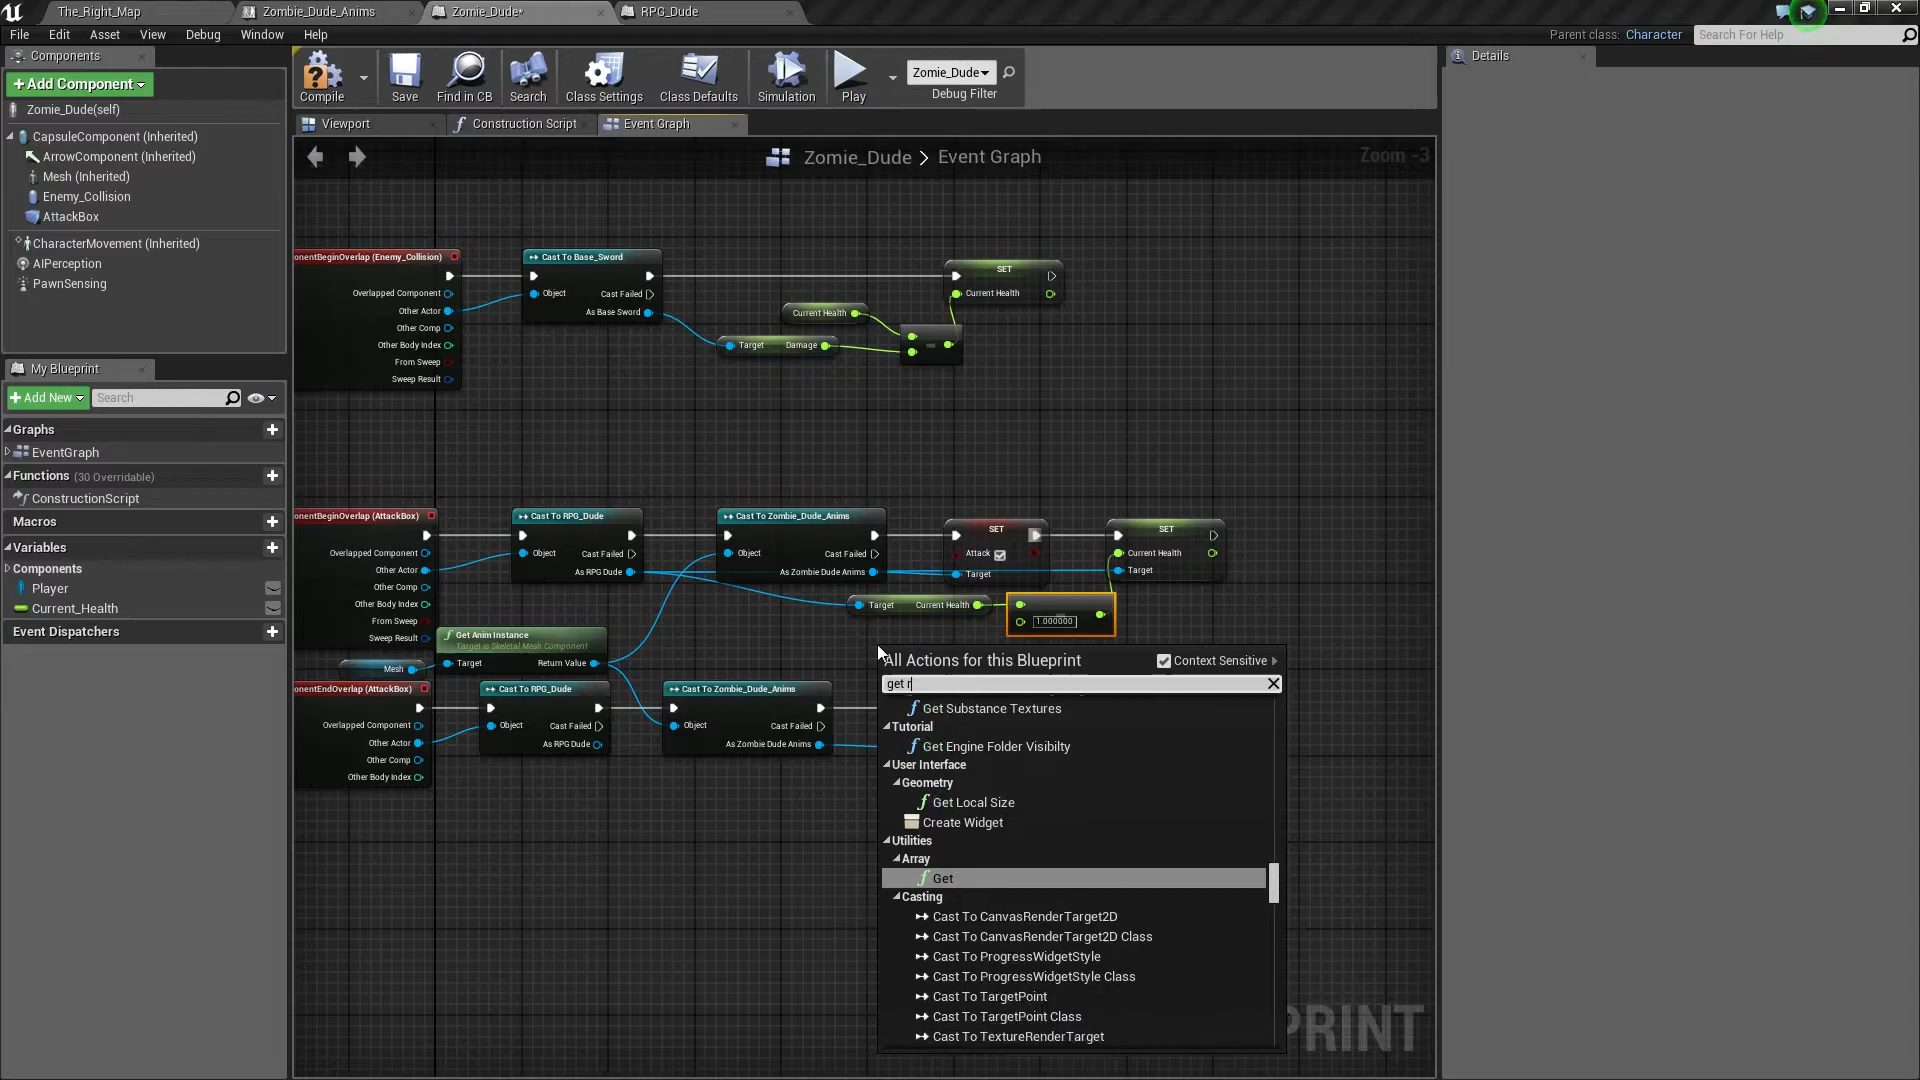 The_Right_Map
Zombie_Dude_Anims
Zomie_Dude*
RPG_Dude
File Edit Asset View Debug Window Help
Parent class: Character
Search For Help
Components
+Add Component
Zomie_Dude(self)
CapsuleComponent (Inherited)
ArrowComponent (Inherited)
Mesh (Inherited)
Enemy_Collision
AttackBox
CharacterMovement (Inherited)
AIPerception
PawnSensing
My Blueprint
+Add New
Search
Graphs
EventGraph
Functions (30 Overridable)
ConstructionScript
Macros
Variables
Components
Player
Current_Health
Event Dispatchers
Compile
Save
Find in CB
Search
Class Settings
Class Defaults
Simulation
Play
Zomie_Dude
Debug Filter
Viewport
Construction Script
Event Graph
Zomie_Dude > Event Graph
Zoom -3
onentBeginOverlap (Enemy_Collision)
Overlapped Component
Other Actor
Other Comp
Other Body Index
From Sweep
Sweep Result
Cast To Base_Sword
Object
Cast Failed
As Base Sword
Current Health
Target Damage
SET
Current Health
onentBeginOverlap (AttackBox)
Overlapped Component
Other Actor
Other Comp
Other Body Index
From Sweep
Sweep Result
Cast To RPG_Dude
Object
Cast Failed
As RPG Dude
Cast To Zombie_Dude_Anims
Object
Cast Failed
As Zombie Dude Anims
SET
Attack
Target
SET
Current Health
Target
Target Current Health
1.000000
Get Anim Instance
Target is Skeletal Mesh Component
Target Return Value
Mesh
onentEndOverlap (AttackBox)
Overlapped Component
Other Actor
Other Comp
Other Body Index
Cast To RPG_Dude
Object
Cast Failed
As RPG Dude
Cast To Zombie_Dude_Anims
Object
Cast Failed
As Zombie Dude Anims
All Actions for this Blueprint
Context Sensitive
get r
Get Substance Textures
Tutorial
Get Engine Folder Visibilty
User Interface
Geometry
Get Local Size
Create Widget
Utilities
Array
Get
Casting
Cast To CanvasRenderTarget2D
Cast To CanvasRenderTarget2D Class
Cast To ProgressWidgetStyle
Cast To ProgressWidgetStyle Class
Cast To TargetPoint
Cast To TargetPoint Class
Cast To TextureRenderTarget
PRINT
Details